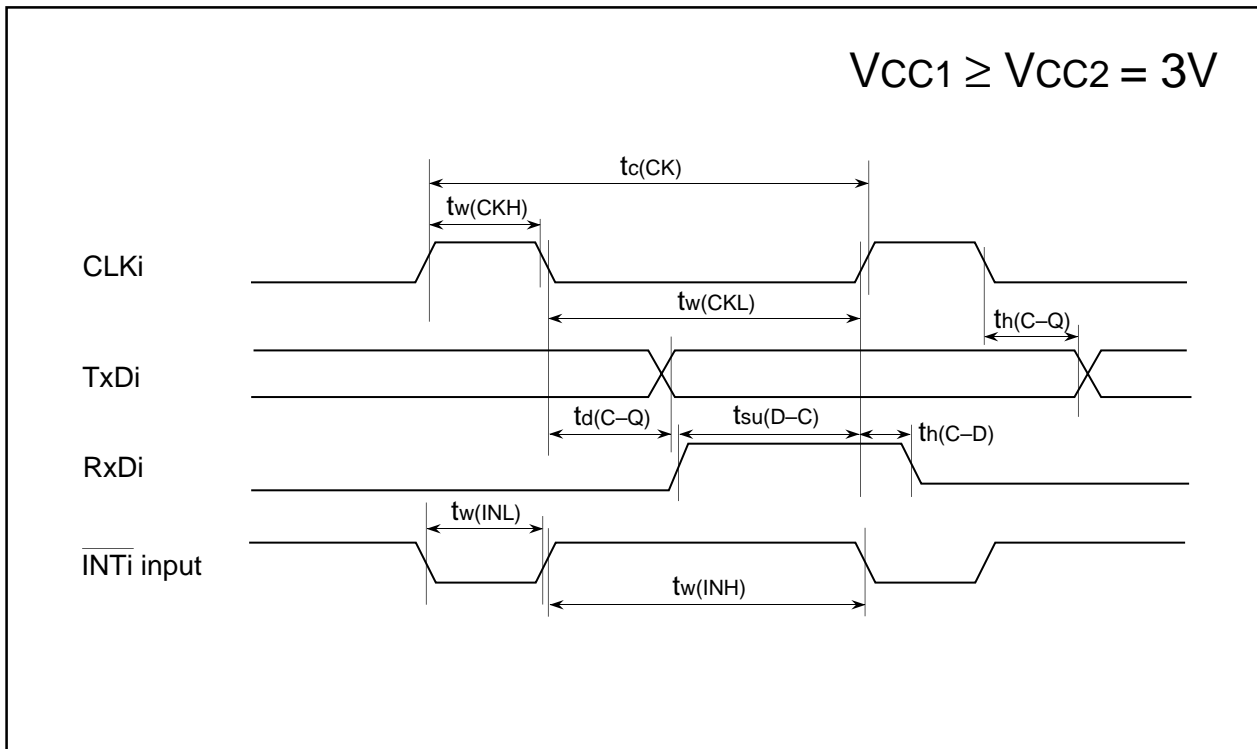 VCC1 ≥ VCC2 = 3V
tc(CK)
tw(CKH)
CLKi
tw(CKL)
th(C–Q)
TxDi
td(C–Q)
tsu(D–C)
th(C–D)
RxDi
tw(INL)
INTi input
tw(INH)